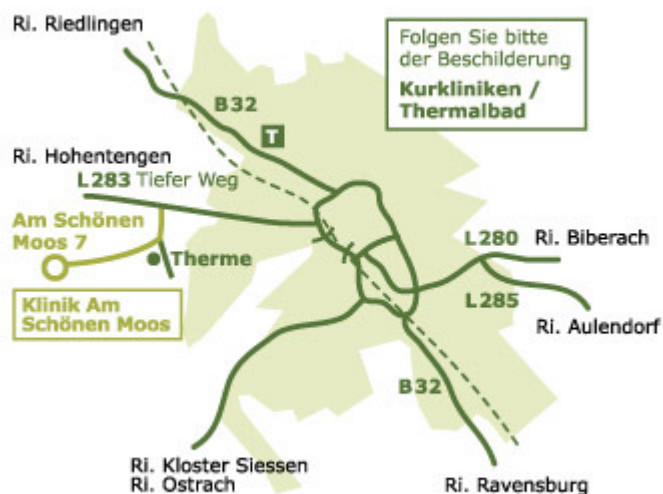 Ri. Riedlingen
Folgen Sie bitte
der Beschilderung
Kurkliniken /
Thermalbad
B32
T
Ri. Hohentengen
L283 Tiefer Weg
Am Schönen
Moos 7
Therme
Klinik Am
Schönen Moos
L280
Ri. Biberach
L285
Ri. Aulendorf
B32
Ri. Kloster Siessen
Ri. Ostrach
Ri. Ravensburg